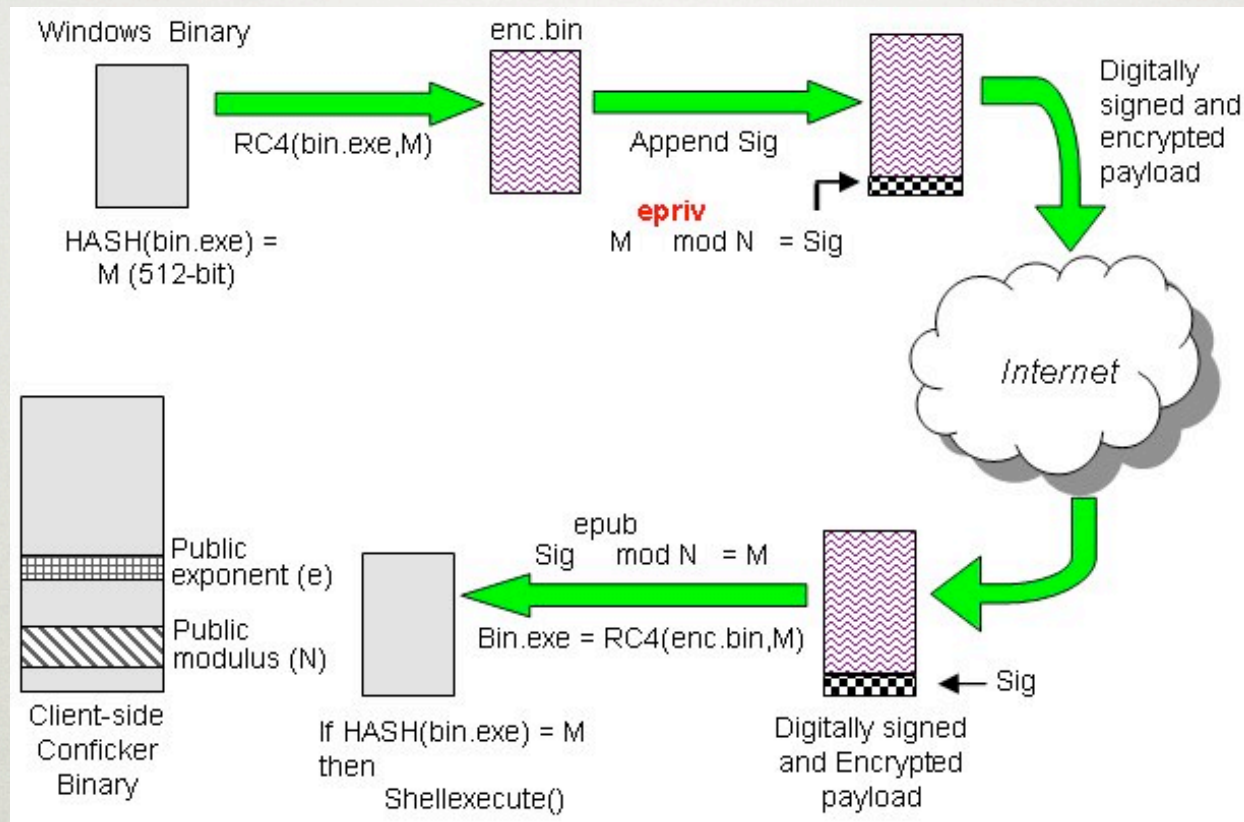 Windows Binary
enc.bin
RC4(bin.exe,M)
Append Sig
Digitally
signed and
encrypted
payload
HASH(bin.exe) =
M (512-bit)
epriv
M mod N = Sig
Internet
Public
exponent (e)
Public
modulus (N)
Client-side
Conficker
Binary
epub
Sig mod N = M
Bin.exe = RC4(enc.bin,M)
If HASH(bin.exe) = M
then
Shellexecute()
Sig
Digitally signed
and Encrypted
payload